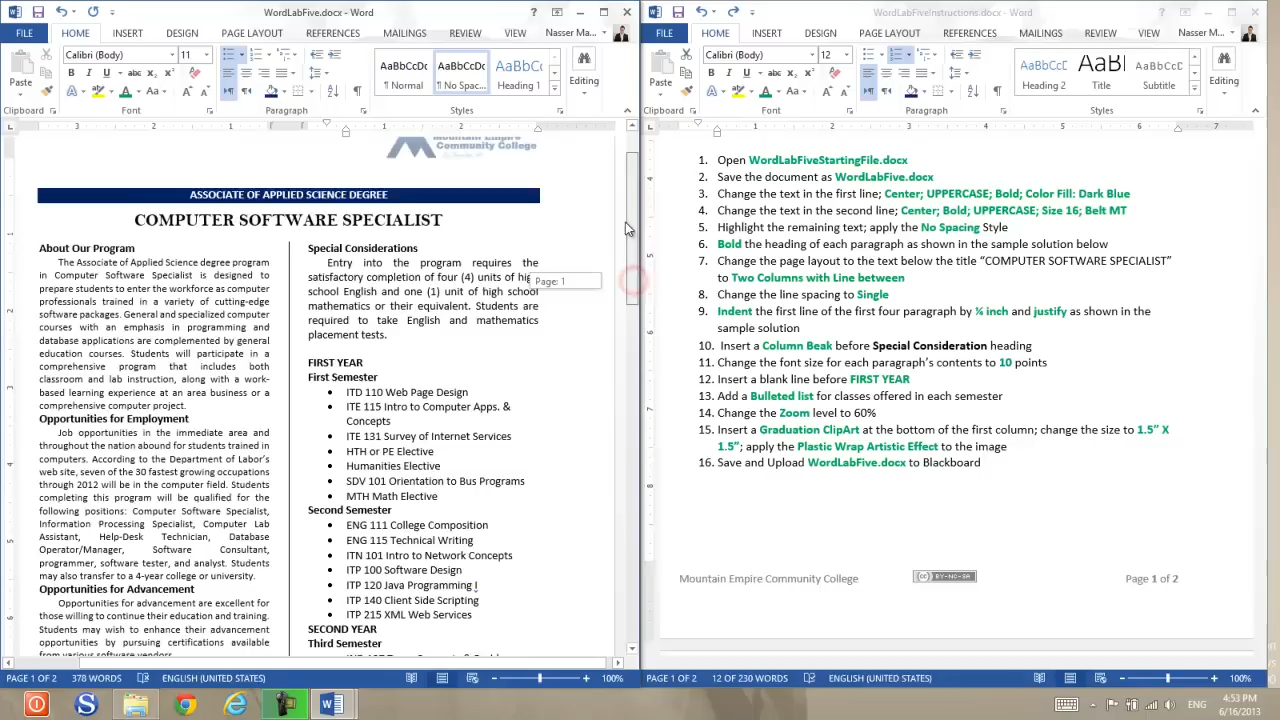 WordLabFive.docx - Word
FILE HOME INSERT DESIGN PAGE LAYOUT REFERENCES MAILINGS REVIEW VIEW Nasser Ma...
Calibri (Body) 11
Paste
AaBbCcDc AaBbCcDc AaBbCc
¶ Normal ¶ No Spac... Heading 1
Editing
Clipboard Font Paragraph Styles
3 2 1 1 2
Community College
ASSOCIATE OF APPLIED SCIENCE DEGREE
COMPUTER SOFTWARE SPECIALIST
About Our Program
The Associate of Applied Science degree program
in Computer Software Specialist is designed to
prepare students to enter the workforce as computer
professionals trained in a variety of cutting-edge
software packages. General and specialized computer
courses with an emphasis in programming and
database applications are complemented by general
education courses. Students will participate in a
comprehensive program that includes both
classroom and lab instruction, along with a work-
based learning experience at an area business or a
comprehensive computer project.
Opportunities for Employment
Job opportunities in the immediate area and
throughout the nation abound for students trained in
computers. According to the Department of Labor's
web site, seven of the 30 fastest growing occupations
through 2012 will be in the computer field. Students
completing this program will be qualified for the
following positions: Computer Software Specialist,
Information Processing Specialist, Computer Lab
Assistant, Help-Desk Technician, Database
Operator/Manager, Software Consultant,
programmer, software tester, and analyst. Students
may also transfer to a 4-year college or university.
Opportunities for Advancement
Opportunities for advancement are excellent for
those willing to continue their education and training.
Students may wish to enhance their advancement
opportunities by pursuing certifications available
from various software vendors.
Special Considerations
Entry into the program requires the
satisfactory completion of four (4) units of high
school English and one (1) unit of high school
mathematics or their equivalent. Students are
required to take English and mathematics
placement tests.
Page: 1
FIRST YEAR
First Semester
• ITD 110 Web Page Design
• ITE 115 Intro to Computer Apps. &
Concepts
• ITE 131 Survey of Internet Services
• HTH or PE Elective
• Humanities Elective
• SDV 101 Orientation to Bus Programs
• MTH Math Elective
Second Semester
• ENG 111 College Composition
• ENG 115 Technical Writing
• ITN 101 Intro to Network Concepts
• ITP 100 Software Design
• ITP 120 Java Programming I
• ITP 140 Client Side Scripting
• ITP 215 XML Web Services
SECOND YEAR
Third Semester
PAGE 1 OF 2 378 WORDS ENGLISH (UNITED STATES) 100%
WordLabFiveInstructions.docx - Word
FILE HOME INSERT DESIGN PAGE LAYOUT REFERENCES MAILINGS REVIEW VIEW Nasser Ma...
Calibri (Body) 12
Paste
AaBbCcC AaBl AaBbCcC
Heading 2 Title Subtitle
Editing
Clipboard Font Paragraph Styles
1 2 3 4 5 6 7
1. Open WordLabFiveStartingFile.docx
2. Save the document as WordLabFive.docx
3. Change the text in the first line; Center; UPPERCASE; Bold; Color Fill: Dark Blue
4. Change the text in the second line; Center; Bold; UPPERCASE; Size 16; Belt MT
5. Highlight the remaining text; apply the No Spacing Style
6. Bold the heading of each paragraph as shown in the sample solution below
7. Change the page layout to the text below the title “COMPUTER SOFTWARE SPECIALIST”
to Two Columns with Line between
8. Change the line spacing to Single
9. Indent the first line of the first four paragraph by ¼ inch and justify as shown in the
sample solution
10. Insert a Column Beak before Special Consideration heading
11. Change the font size for each paragraph's contents to 10 points
12. Insert a blank line before FIRST YEAR
13. Add a Bulleted list for classes offered in each semester
14. Change the Zoom level to 60%
15. Insert a Graduation ClipArt at the bottom of the first column; change the size to 1.5” X
1.5”; apply the Plastic Wrap Artistic Effect to the image
16. Save and Upload WordLabFive.docx to Blackboard
Mountain Empire Community College BY-NC-SA Page 1 of 2
PAGE 1 OF 2 12 OF 230 WORDS ENGLISH (UNITED STATES) 100%
ENG 4:53 PM
6/16/2013